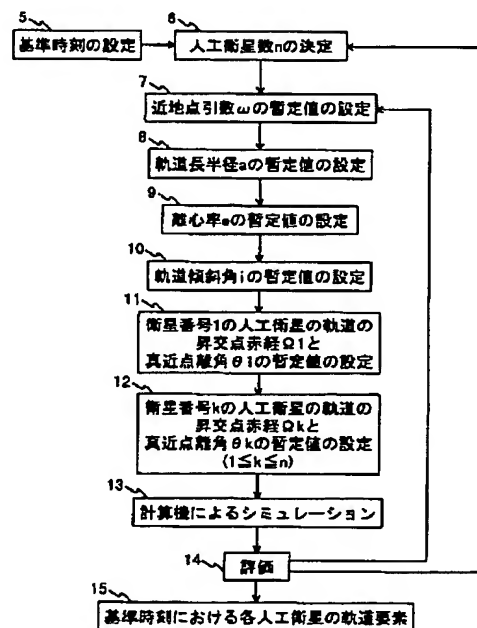 5
基準時刻の設定
6
人工衛星数nの決定
7
近地点引数ωの暫定値の設定
8
軌道長半径aの暫定値の設定
9
離心率eの暫定値の設定
10
軌道傾斜角iの暫定値の設定
11
衛星番号1の人工衛星の軌道の
昇交点赤経Ω1と
真近点離角θ1の暫定値の設定
12
衛星番号kの人工衛星の軌道の
昇交点赤経Ωkと
真近点離角θkの暫定値の設定
(1≦k≦n)
13
計算機によるシミュレーション
14
評価
15
基準時刻における各人工衛星の軌道要素